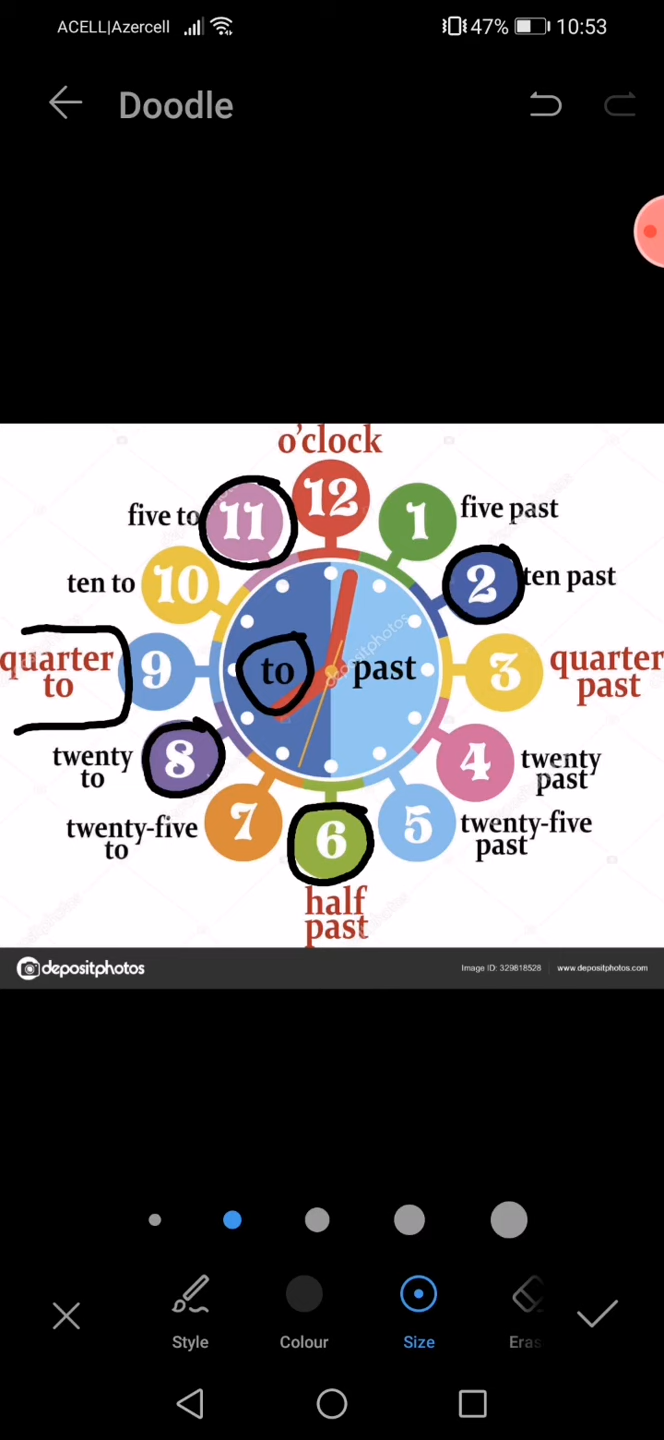 ACELL|Azercell 47% 10:53
Doodle
o'clock
12
five to 11 1 five past
ten to 10 2 ten past
quarter
to
9
to past
3
quarter
past
twenty
to
8 4
twenty
past
twenty-five
to
7 6 5
twenty-five
past
half
past
depositphotos
depositphotos Image ID: 329818528 www.depositphotos.com
Style Colour Size Eras